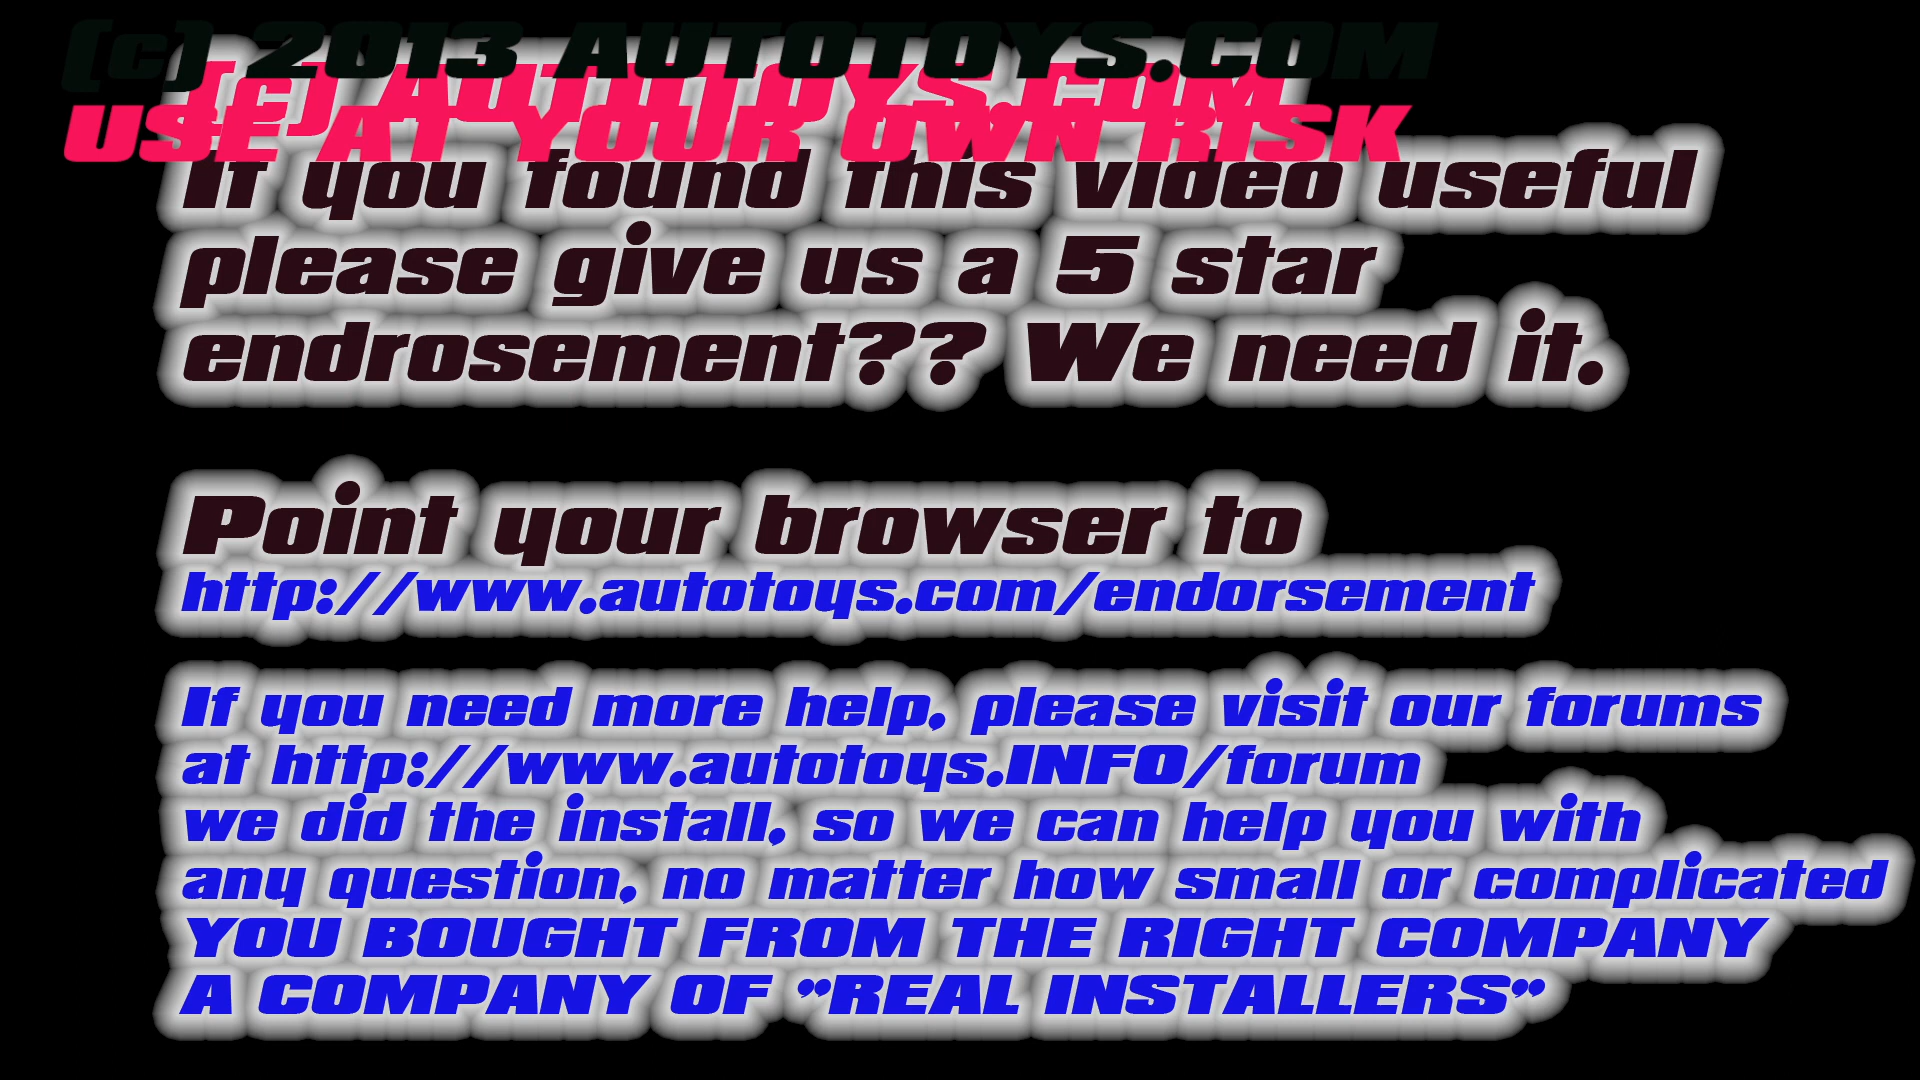 (c) 2013 AUTOTOYS.COM
(c) AUTOTOYS.COM
USE AT YOUR OWN RISK
If you found this video useful
please give us a 5 star
endrosement?? We need it.
Point your browser to
http://www.autotoys.com/endorsement
If you need more help, please visit our forums
at http://www.autotoys.INFO/forum
we did the install, so we can help you with
any question, no matter how small or complicated
YOU BOUGHT FROM THE RIGHT COMPANY
A COMPANY OF "REAL INSTALLERS"